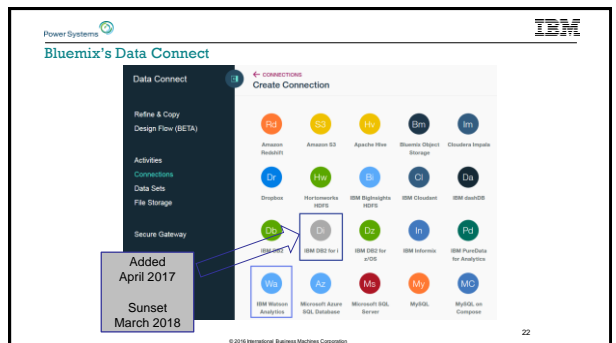 Power Systems
IBM
Bluemix's Data Connect
Data Connect
Refine & Copy
Design Flow (BETA)
Activities
Connections
Data Sets
File Storage
Secure Gateway
← CONNECTIONS
Create Connection
Rd
S3
Hv
Bm
Im
Amazon
Redshift
Amazon S3
Apache Hive
Bluemix Object
Storage
Cloudera Impala
Dr
Hw
Bi
Cl
Da
Dropbox
Hortonworks
HDFS
IBM BigInsights
HDFS
IBM Cloudant
IBM dashDB
Db
Di
Dz
In
Pd
IBM DB2
IBM DB2 for i
IBM DB2 for
z/OS
IBM Informix
IBM PureData
for Analytics
Wa
Az
Ms
My
MC
IBM Watson
Analytics
Microsoft Azure
SQL Database
Microsoft SQL
Server
MySQL
MySQL on
Compose
Added
April 2017
Sunset
March 2018
22
© 2016 International Business Machines Corporation